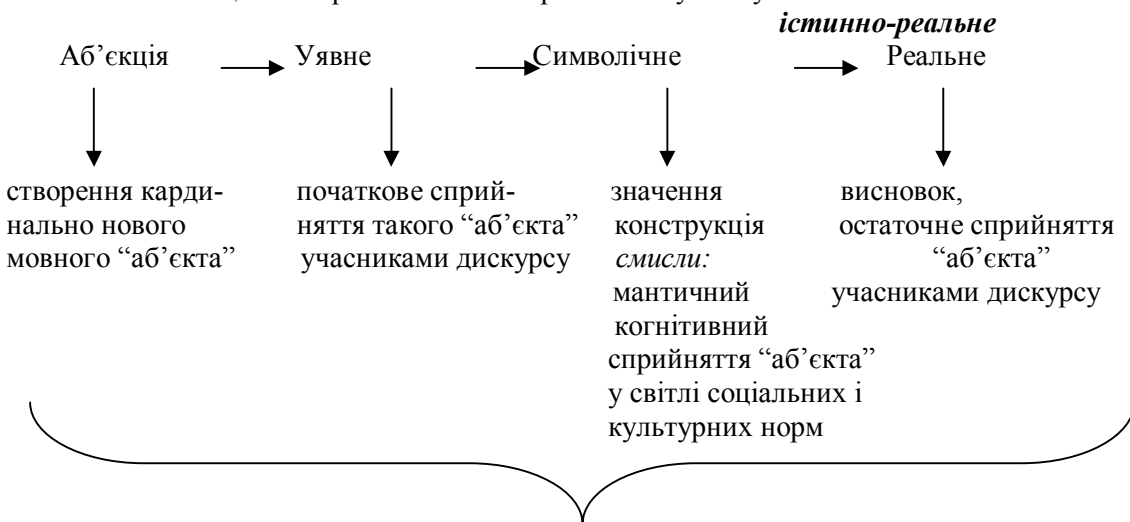 істинно-реальне
Аб’єкція Уявне Символічне Реальне
створення карди-
нально нового
мовного “аб’єкта”
початкове сприй-
няття такого “аб’єкта”
учасниками дискурсу
значення
конструкція
смисли:
мантичний
когнітивний
сприйняття “аб’єкта”
у світлі соціальних і
культурних норм
висновок,
остаточне сприйняття
“аб’єкта”
учасниками дискурсу